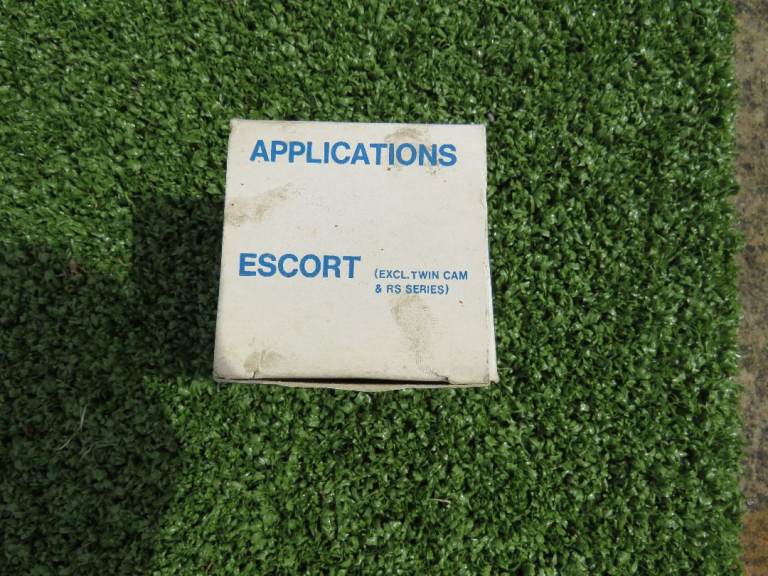 APPLICATIONS
ESCORT (EXCL.TWIN CAM
& RS SERIES)